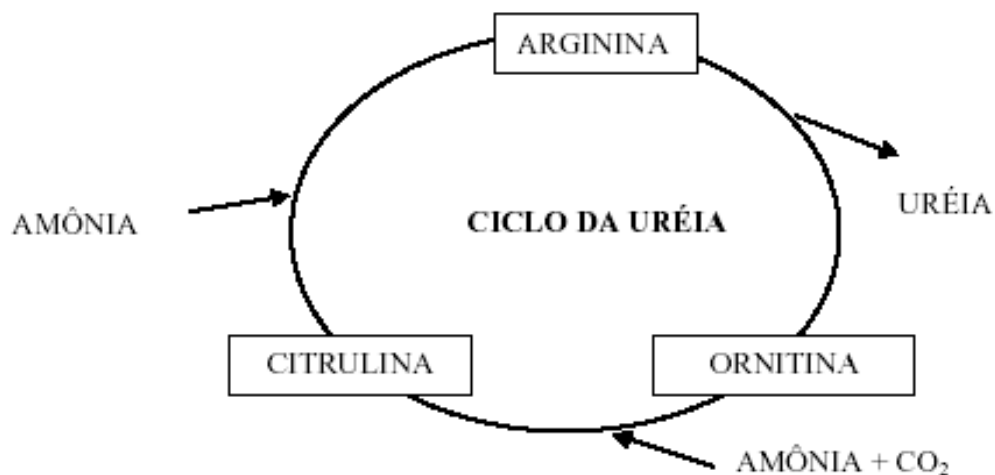 ARGININA
AMÔNIA
CICLO DA URÉIA
URÉIA
CITRULINA
ORNITINA
AMÔNIA + CO₂